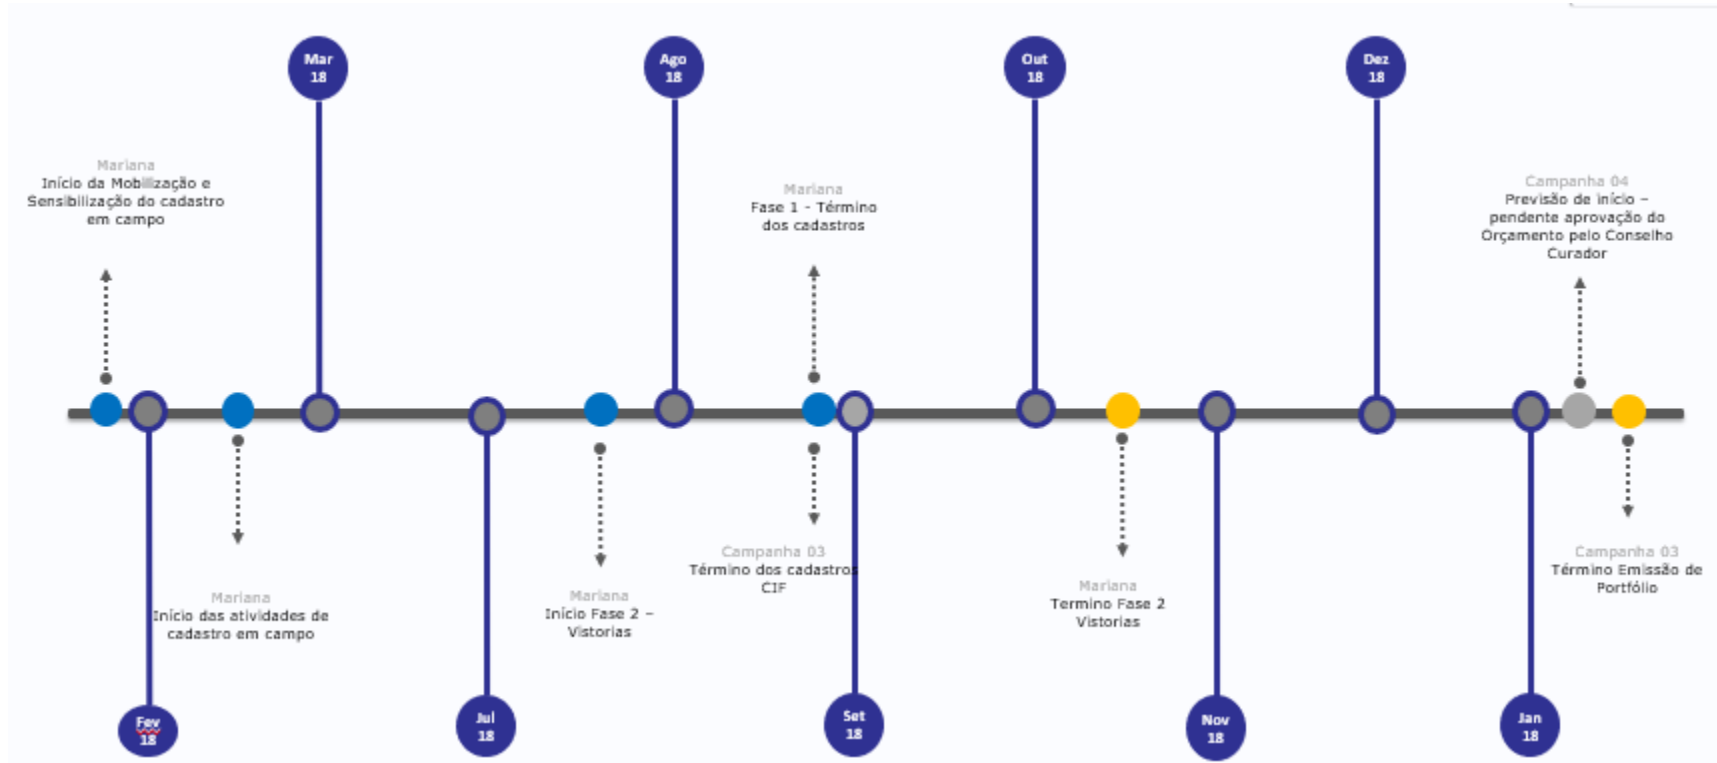 Mar
18
Ago
18
Out
18
Dez
18
Mariana
Início da Mobilização e
Sensibilização do cadastro
em campo
Mariana
Fase 1 - Término
dos cadastros
Campanha 04
Previsão de início –
pendente aprovação do
Orçamento pelo Conselho
Curador
Mariana
Início das atividades de
cadastro em campo
Mariana
Início Fase 2 –
Vistorias
Campanha 03
Término dos cadastros
CIF
Mariana
Termino Fase 2
Vistorias
Campanha 03
Término Emissão de
Portfólio
Fev
18
Jul
18
Set
18
Nov
18
Jan
18